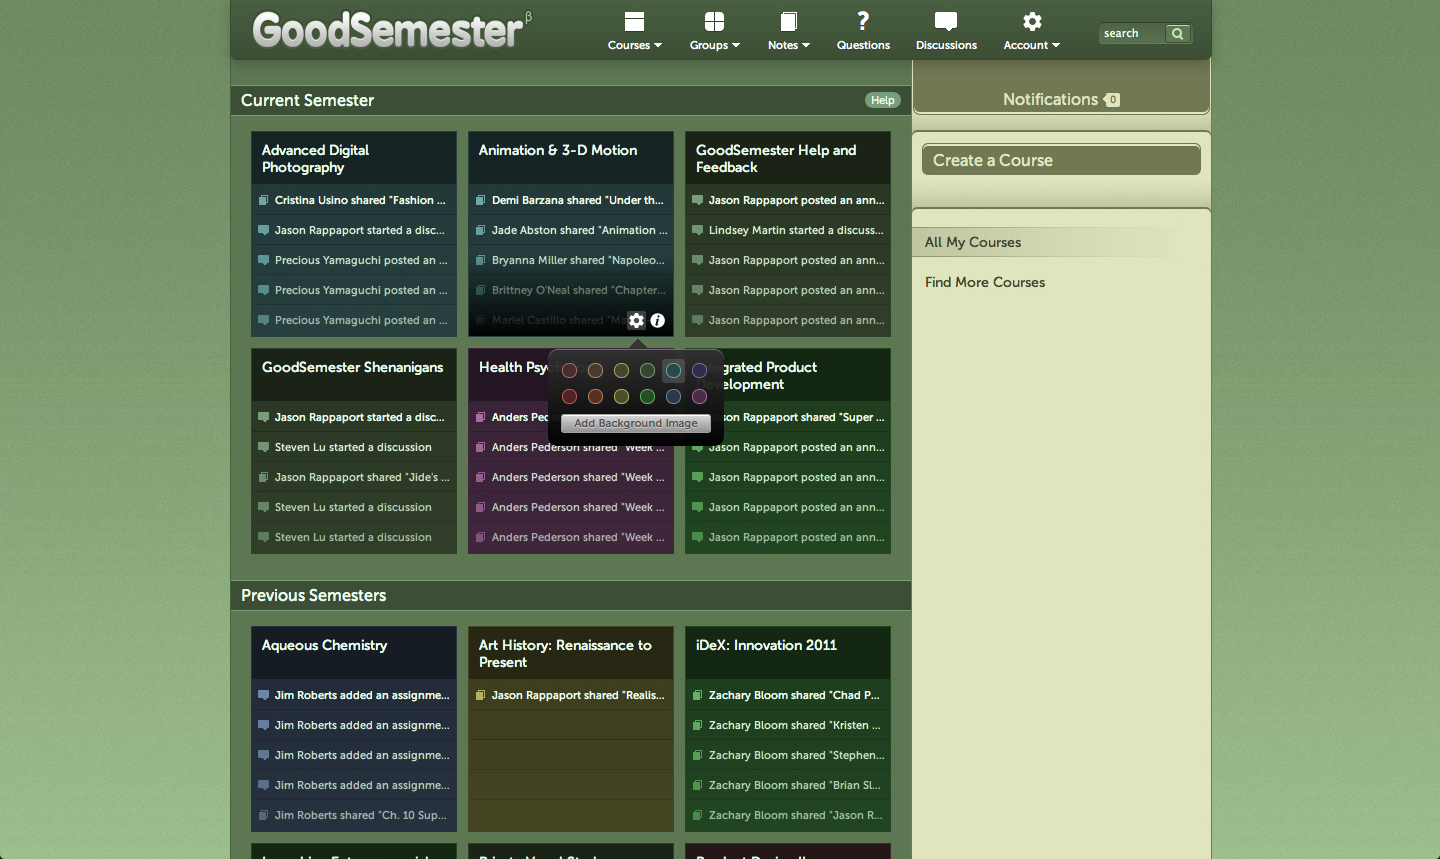 GoodSemester β
Courses
Groups
Notes
Questions
Discussions
Account
search
Current Semester
Help
Advanced Digital
Photography
Cristina Usino shared "Fashion ...
Jason Rappaport started a disc...
Precious Yamaguchi posted an ...
Precious Yamaguchi posted an ...
Precious Yamaguchi posted an ...
Animation & 3-D Motion
Demi Barzana shared "Under th...
Jade Abston shared "Animation ...
Bryanna Miller shared "Napoleo...
Brittney O'Neal shared "Chapter...
Mariel Castillo shared "Ma
GoodSemester Help and
Feedback
Jason Rappaport posted an ann...
Lindsey Martin started a discuss...
Jason Rappaport posted an ann...
Jason Rappaport posted an ann...
Jason Rappaport posted an ann...
GoodSemester Shenanigans
Jason Rappaport started a disc...
Steven Lu started a discussion
Jason Rappaport shared "Jide's ...
Steven Lu started a discussion
Steven Lu started a discussion
Health Psy
Anders Ped
Anders Pederson shared "Week ...
Anders Pederson shared "Week ...
Anders Pederson shared "Week ...
Anders Pederson shared "Week ...
Add Background Image
egrated Product
Development
Jason Rappaport shared "Super ...
Jason Rappaport posted an ann...
Jason Rappaport posted an ann...
Jason Rappaport posted an ann...
Jason Rappaport posted an ann...
Previous Semesters
Aqueous Chemistry
Jim Roberts added an assignme...
Jim Roberts added an assignme...
Jim Roberts added an assignme...
Jim Roberts added an assignme...
Jim Roberts shared "Ch. 10 Sup...
Art History: Renaissance to
Present
Jason Rappaport shared "Realis...
iDeX: Innovation 2011
Zachary Bloom shared "Chad P...
Zachary Bloom shared "Kristen ...
Zachary Bloom shared "Stephen...
Zachary Bloom shared "Brian Sl...
Zachary Bloom shared "Jason R...
Notifications 0
Create a Course
All My Courses
Find More Courses